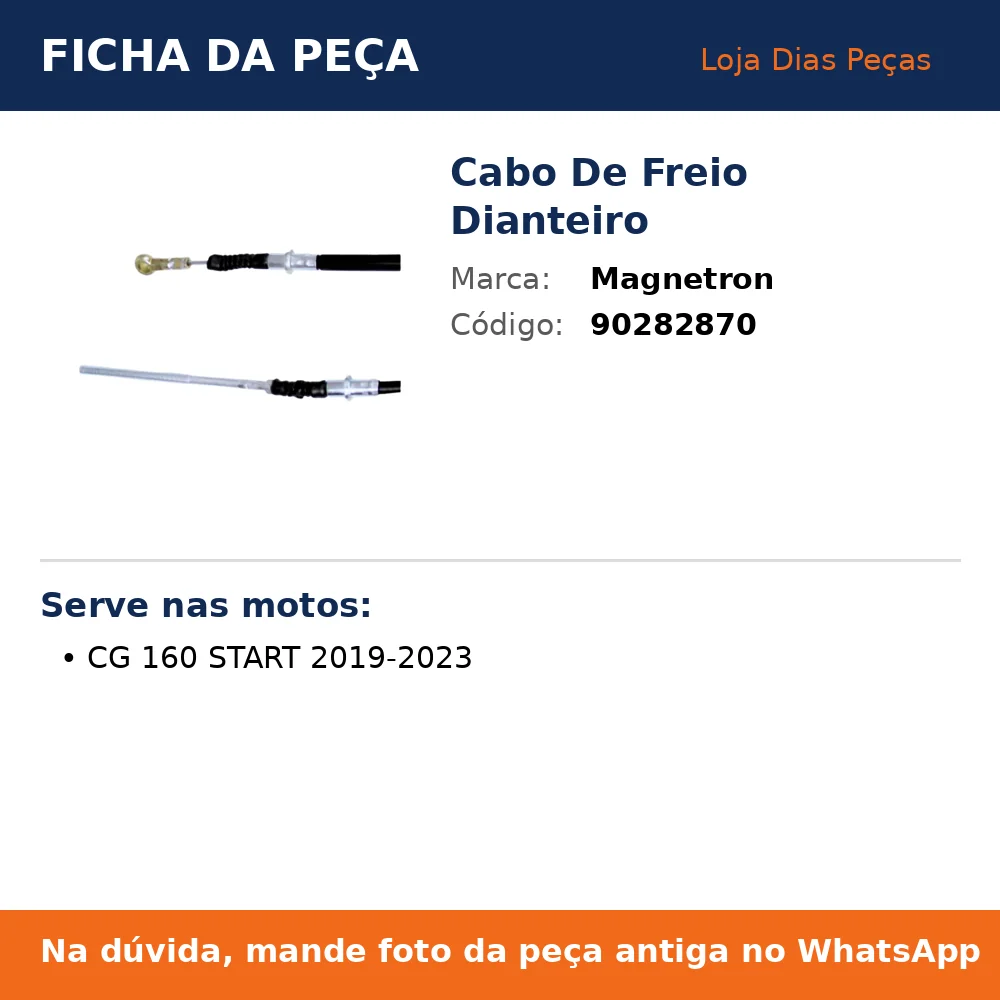 FICHA DA PEÇA
Loja Dias Peças
Cabo De Freio
Dianteiro
Marca: Magnetron
Código: 90282870
Serve nas motos:
• CG 160 START 2019-2023
Na dúvida, mande foto da peça antiga no WhatsApp